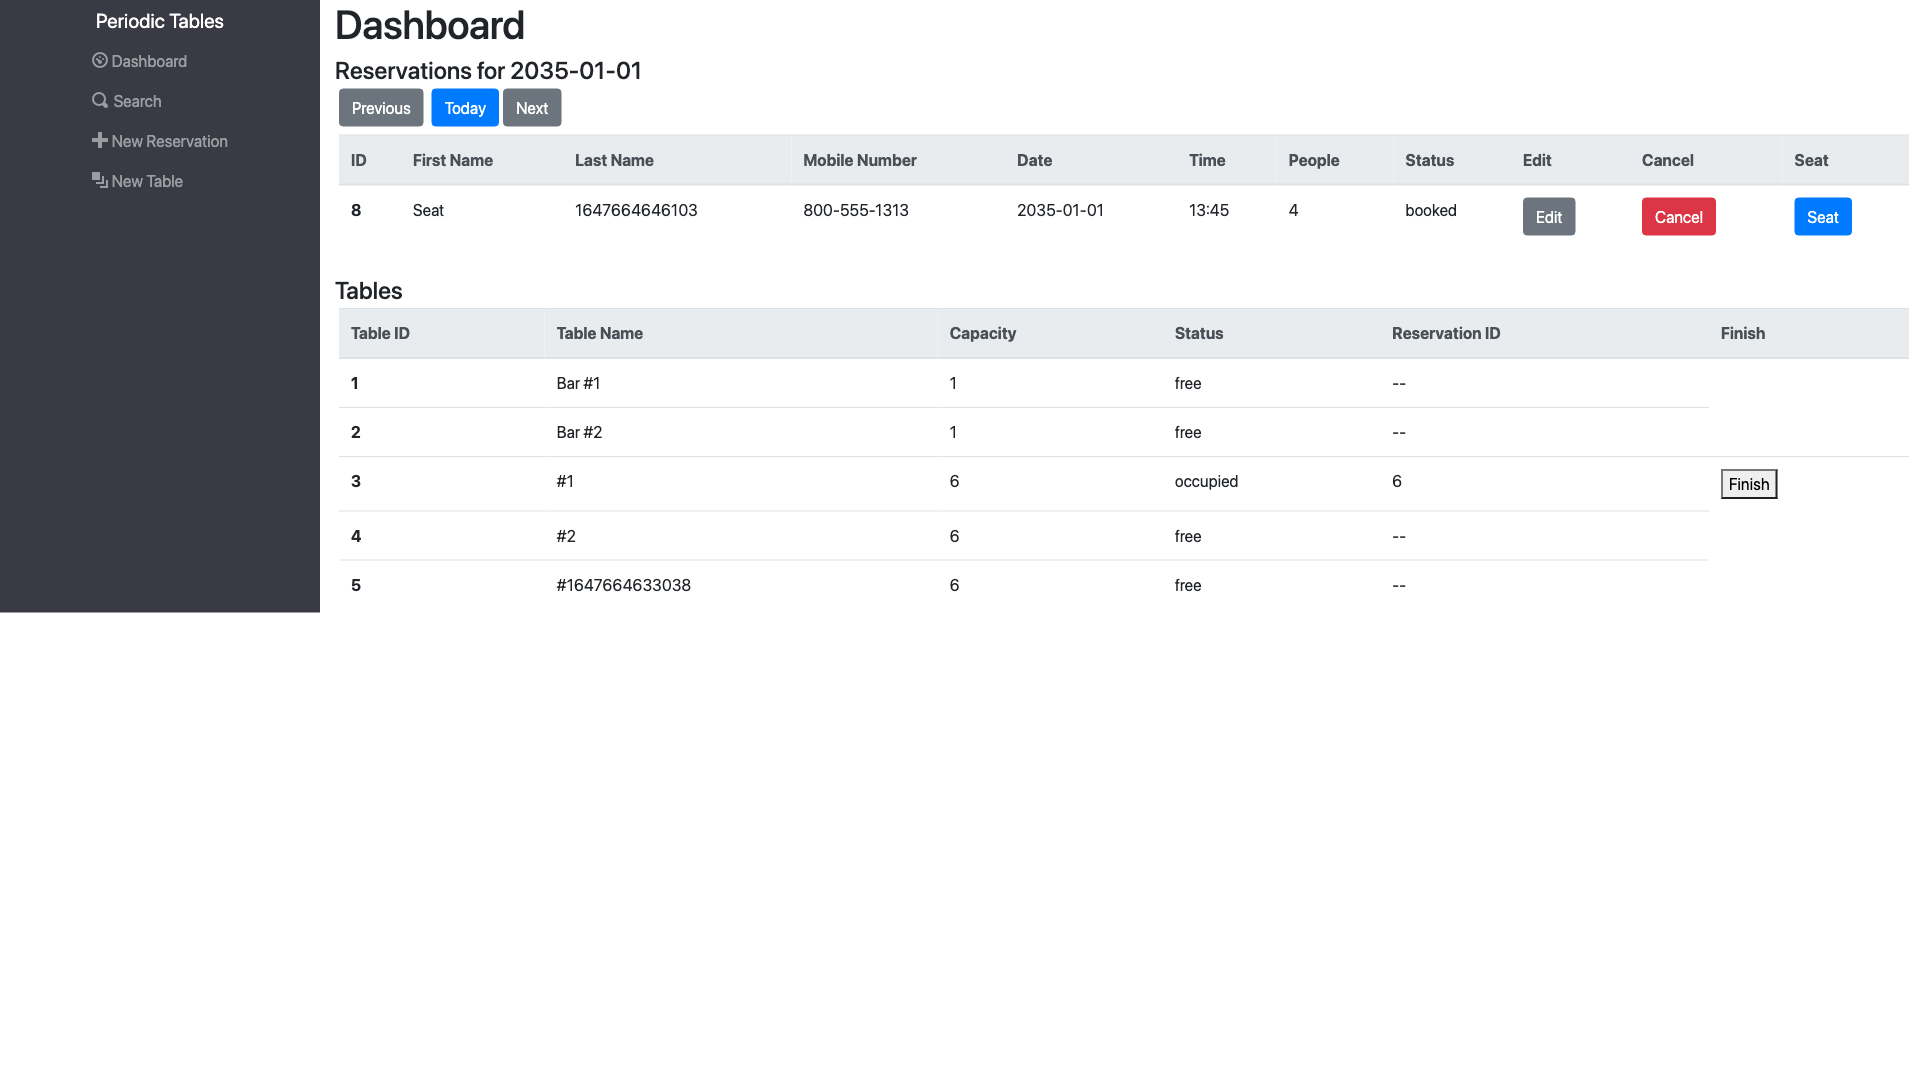 Periodic Tables
Dashboard
Search
New Reservation
New Table
Dashboard
Reservations for 2035-01-01
Previous Today Next
ID First Name Last Name Mobile Number Date Time People Status Edit Cancel Seat
8 Seat 1647664646103 800-555-1313 2035-01-01 13:45 4 booked Edit Cancel Seat
Tables
Table ID Table Name Capacity Status Reservation ID Finish
1 Bar #1 1 free --
2 Bar #2 1 free --
3 #1 6 occupied 6 Finish
4 #2 6 free --
5 #1647664633038 6 free --